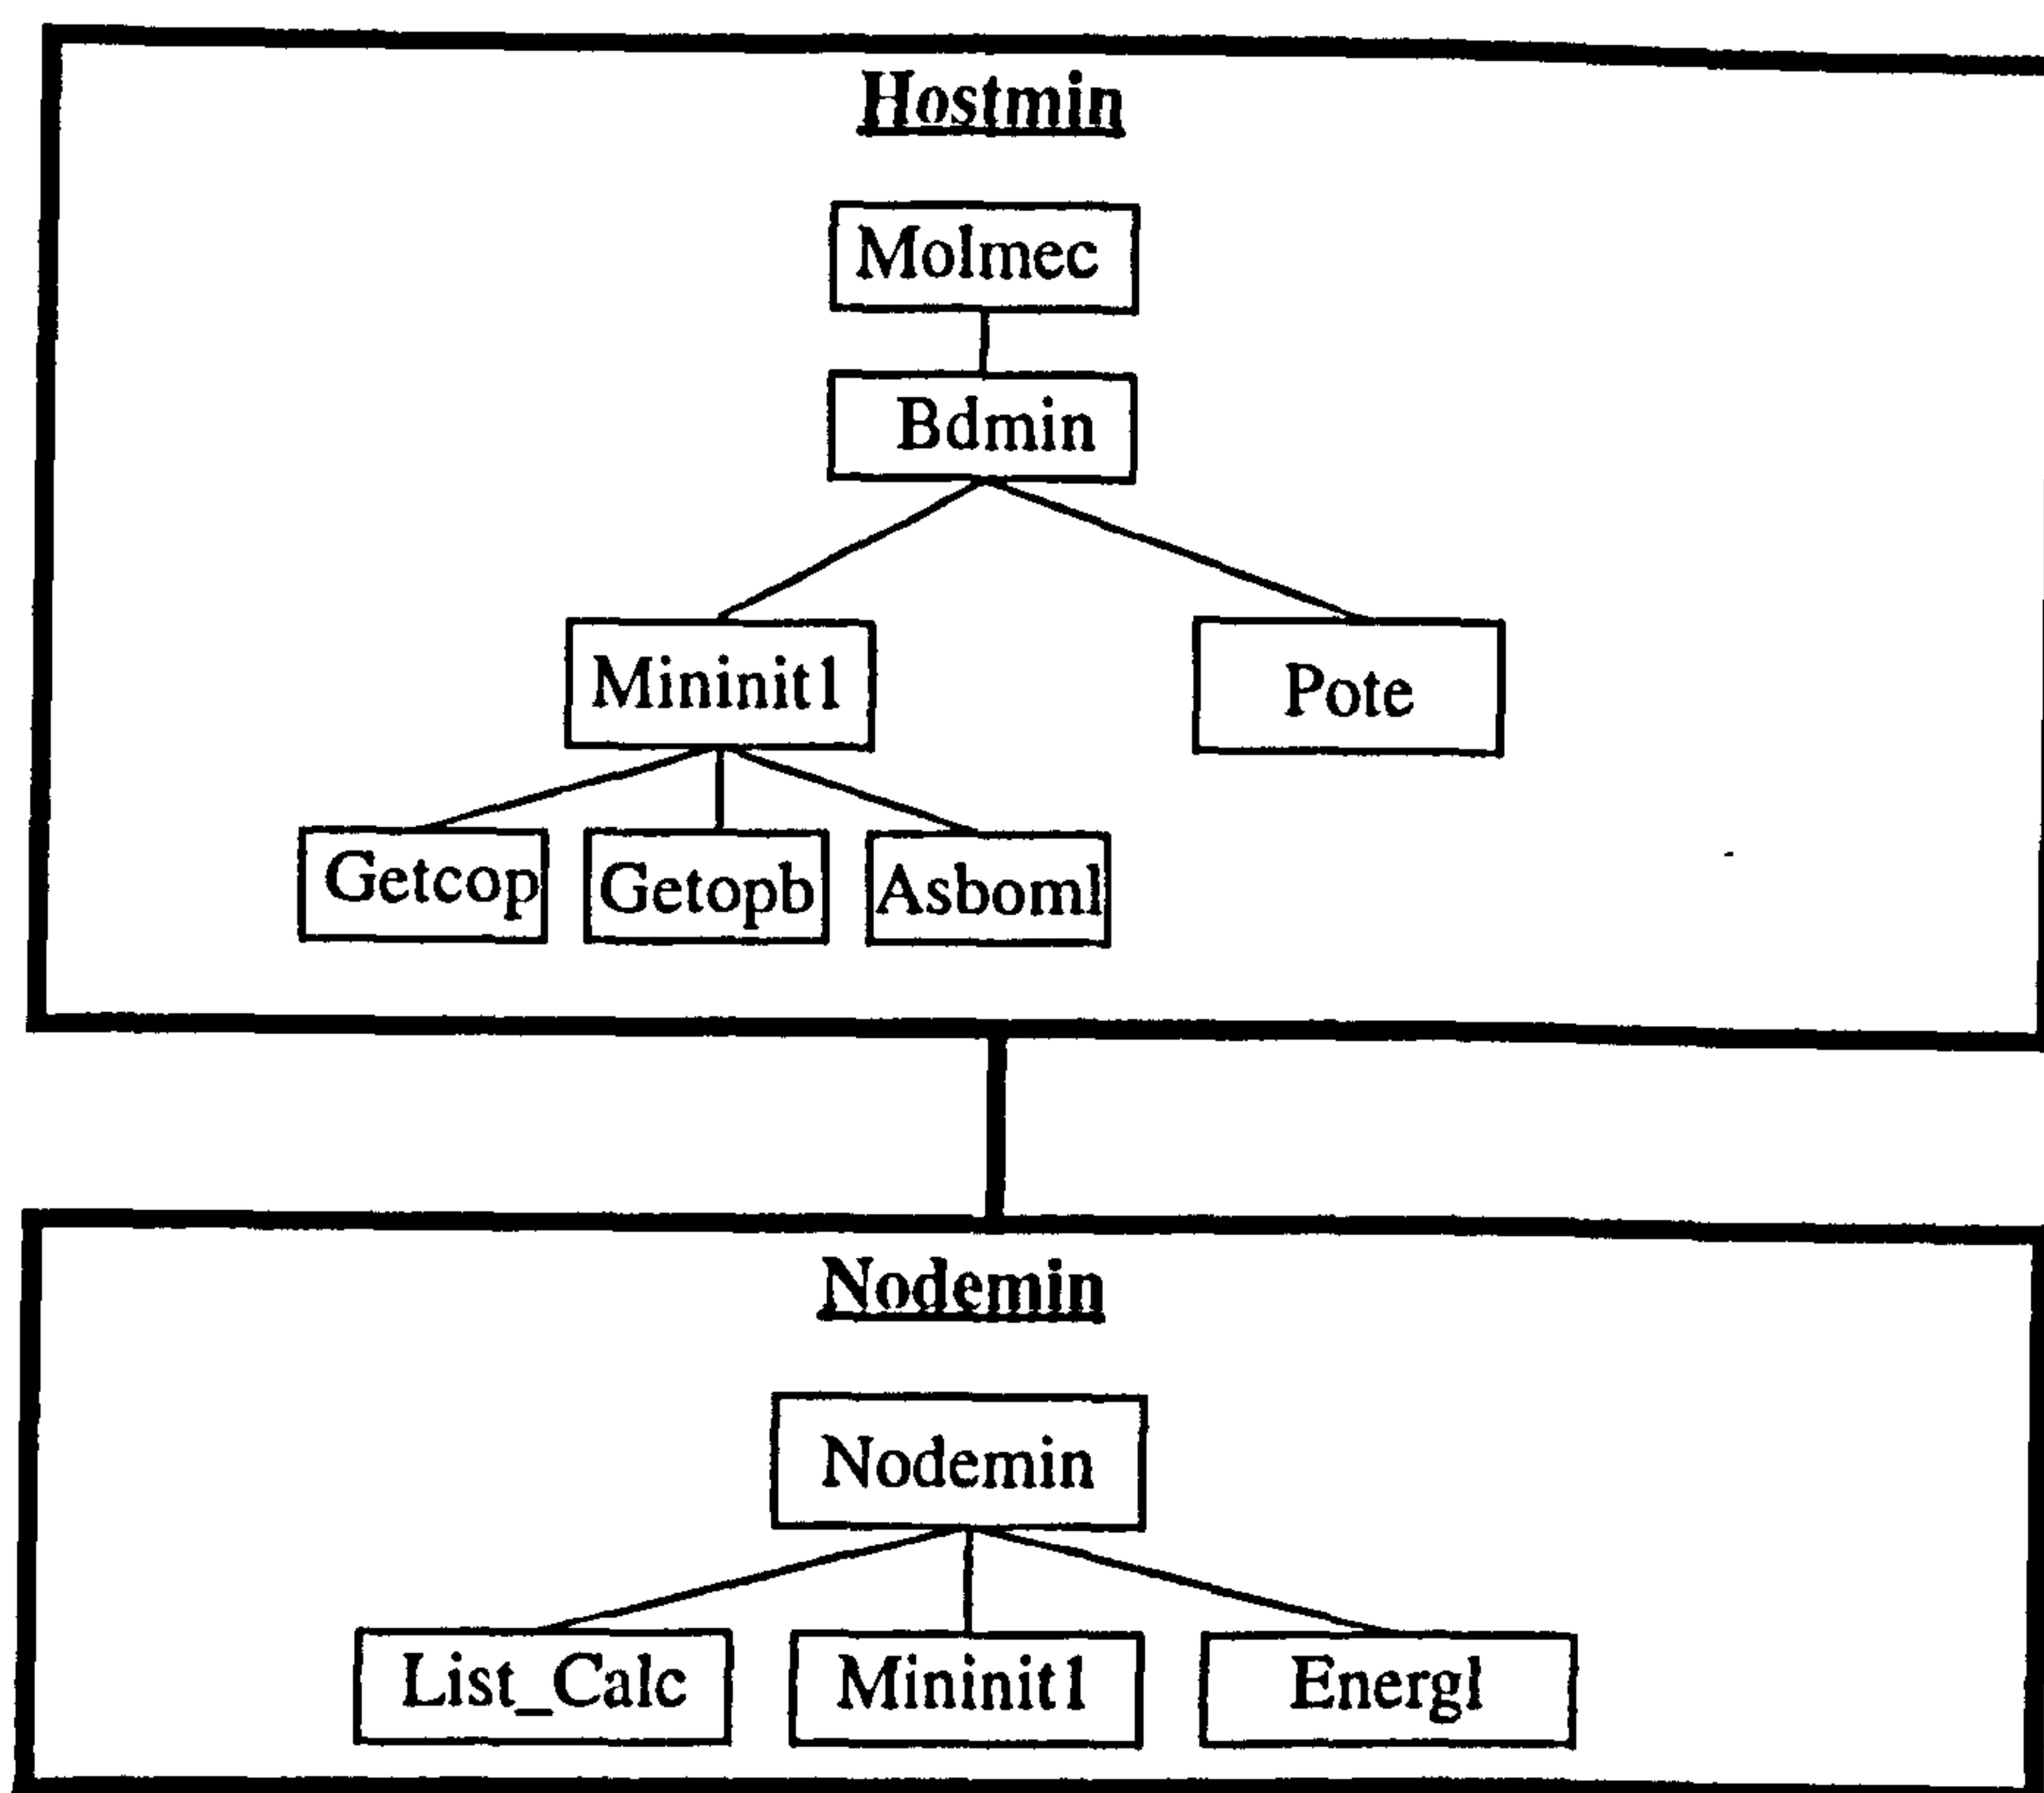 Hostmin
Molmec
Bdmin
Mininit1
Pote
Getcop
Getopb
Asboml
Nodemin
Nodemin
List_Calc
Mininit1
Energl